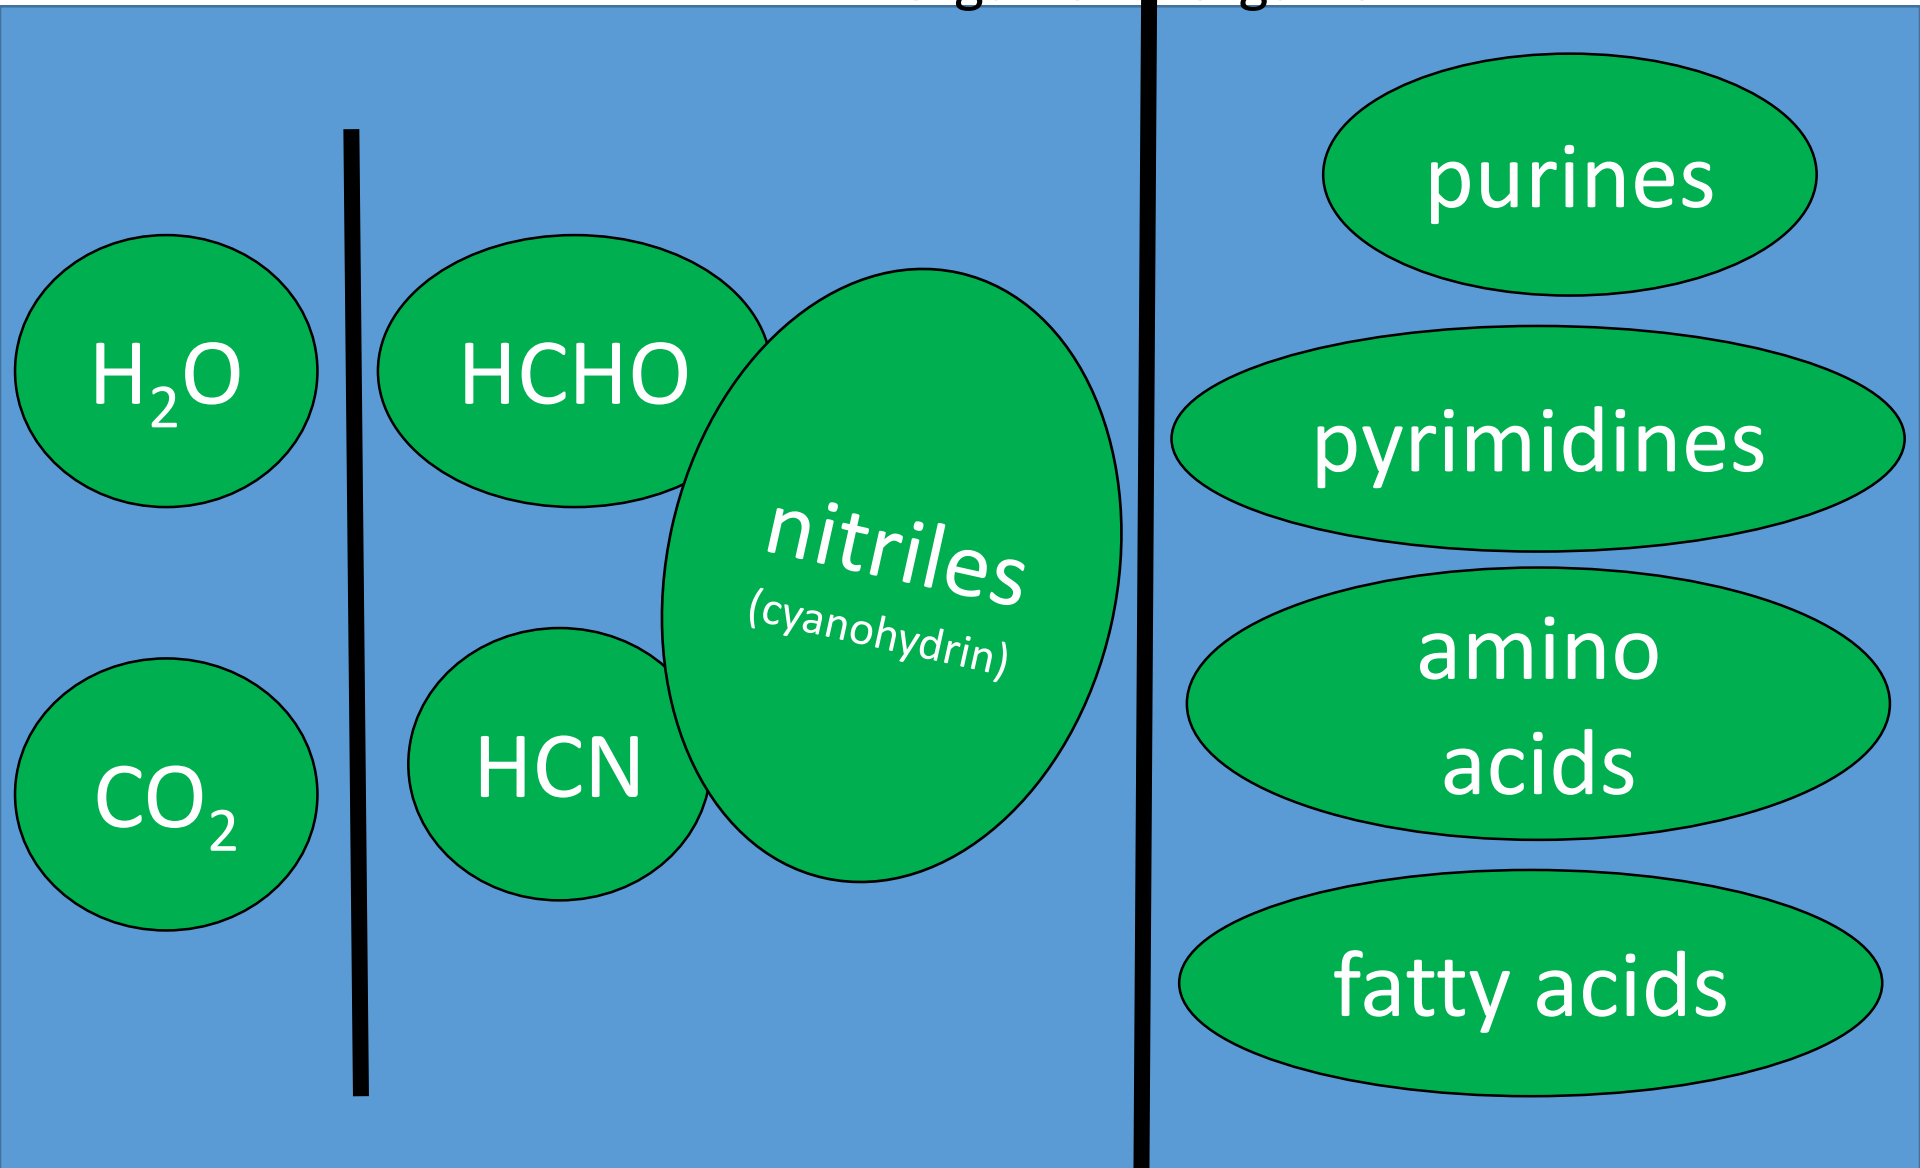 H₂O
CO₂
HCHO
HCN
nitriles
(cyanohydrin)
purines
pyrimidines
amino
acids
fatty acids